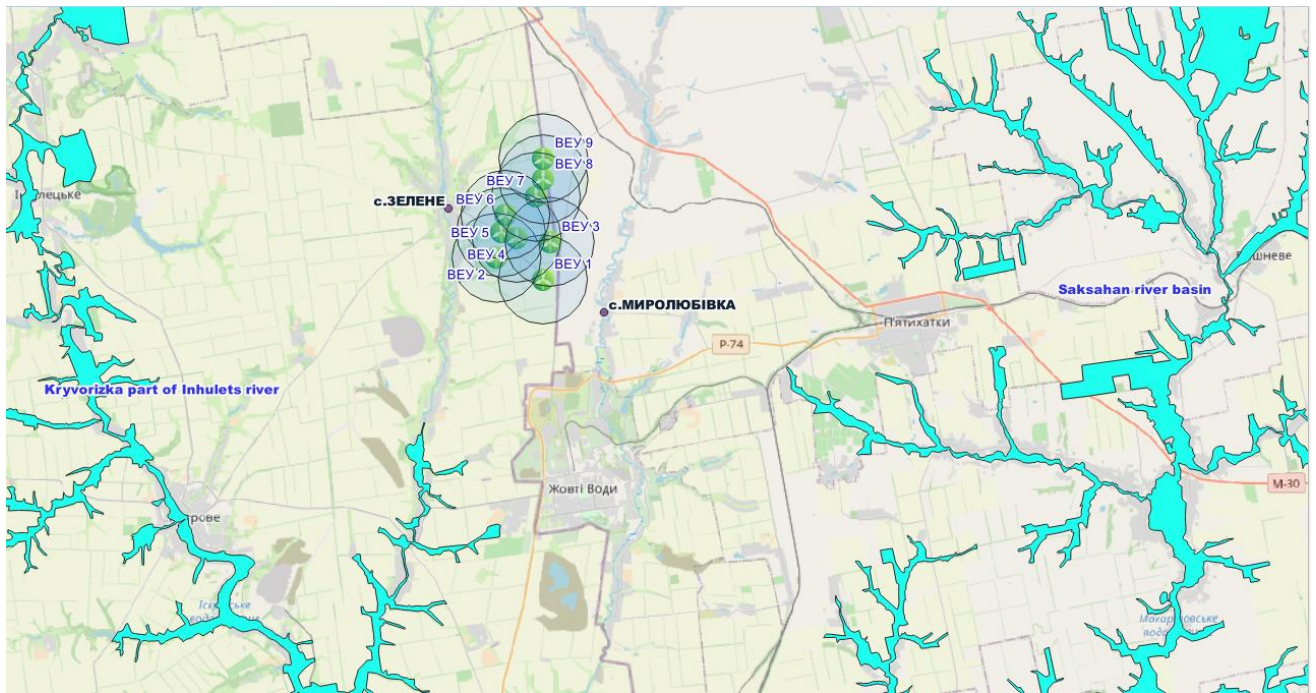 ВЕУ 9
ВЕУ 8
ВЕУ 7
ВЕУ 6
с.ЗЕЛЕНЕ
ВЕУ 3
ВЕУ 5
ВЕУ 4
ВЕУ 1
ВЕУ 2
с.МИРОЛЮБІВКА
Saksahan river basin
П'ятихатки
Р-74
Kryvorizka part of Inhulets river
М-30
Жовті Води